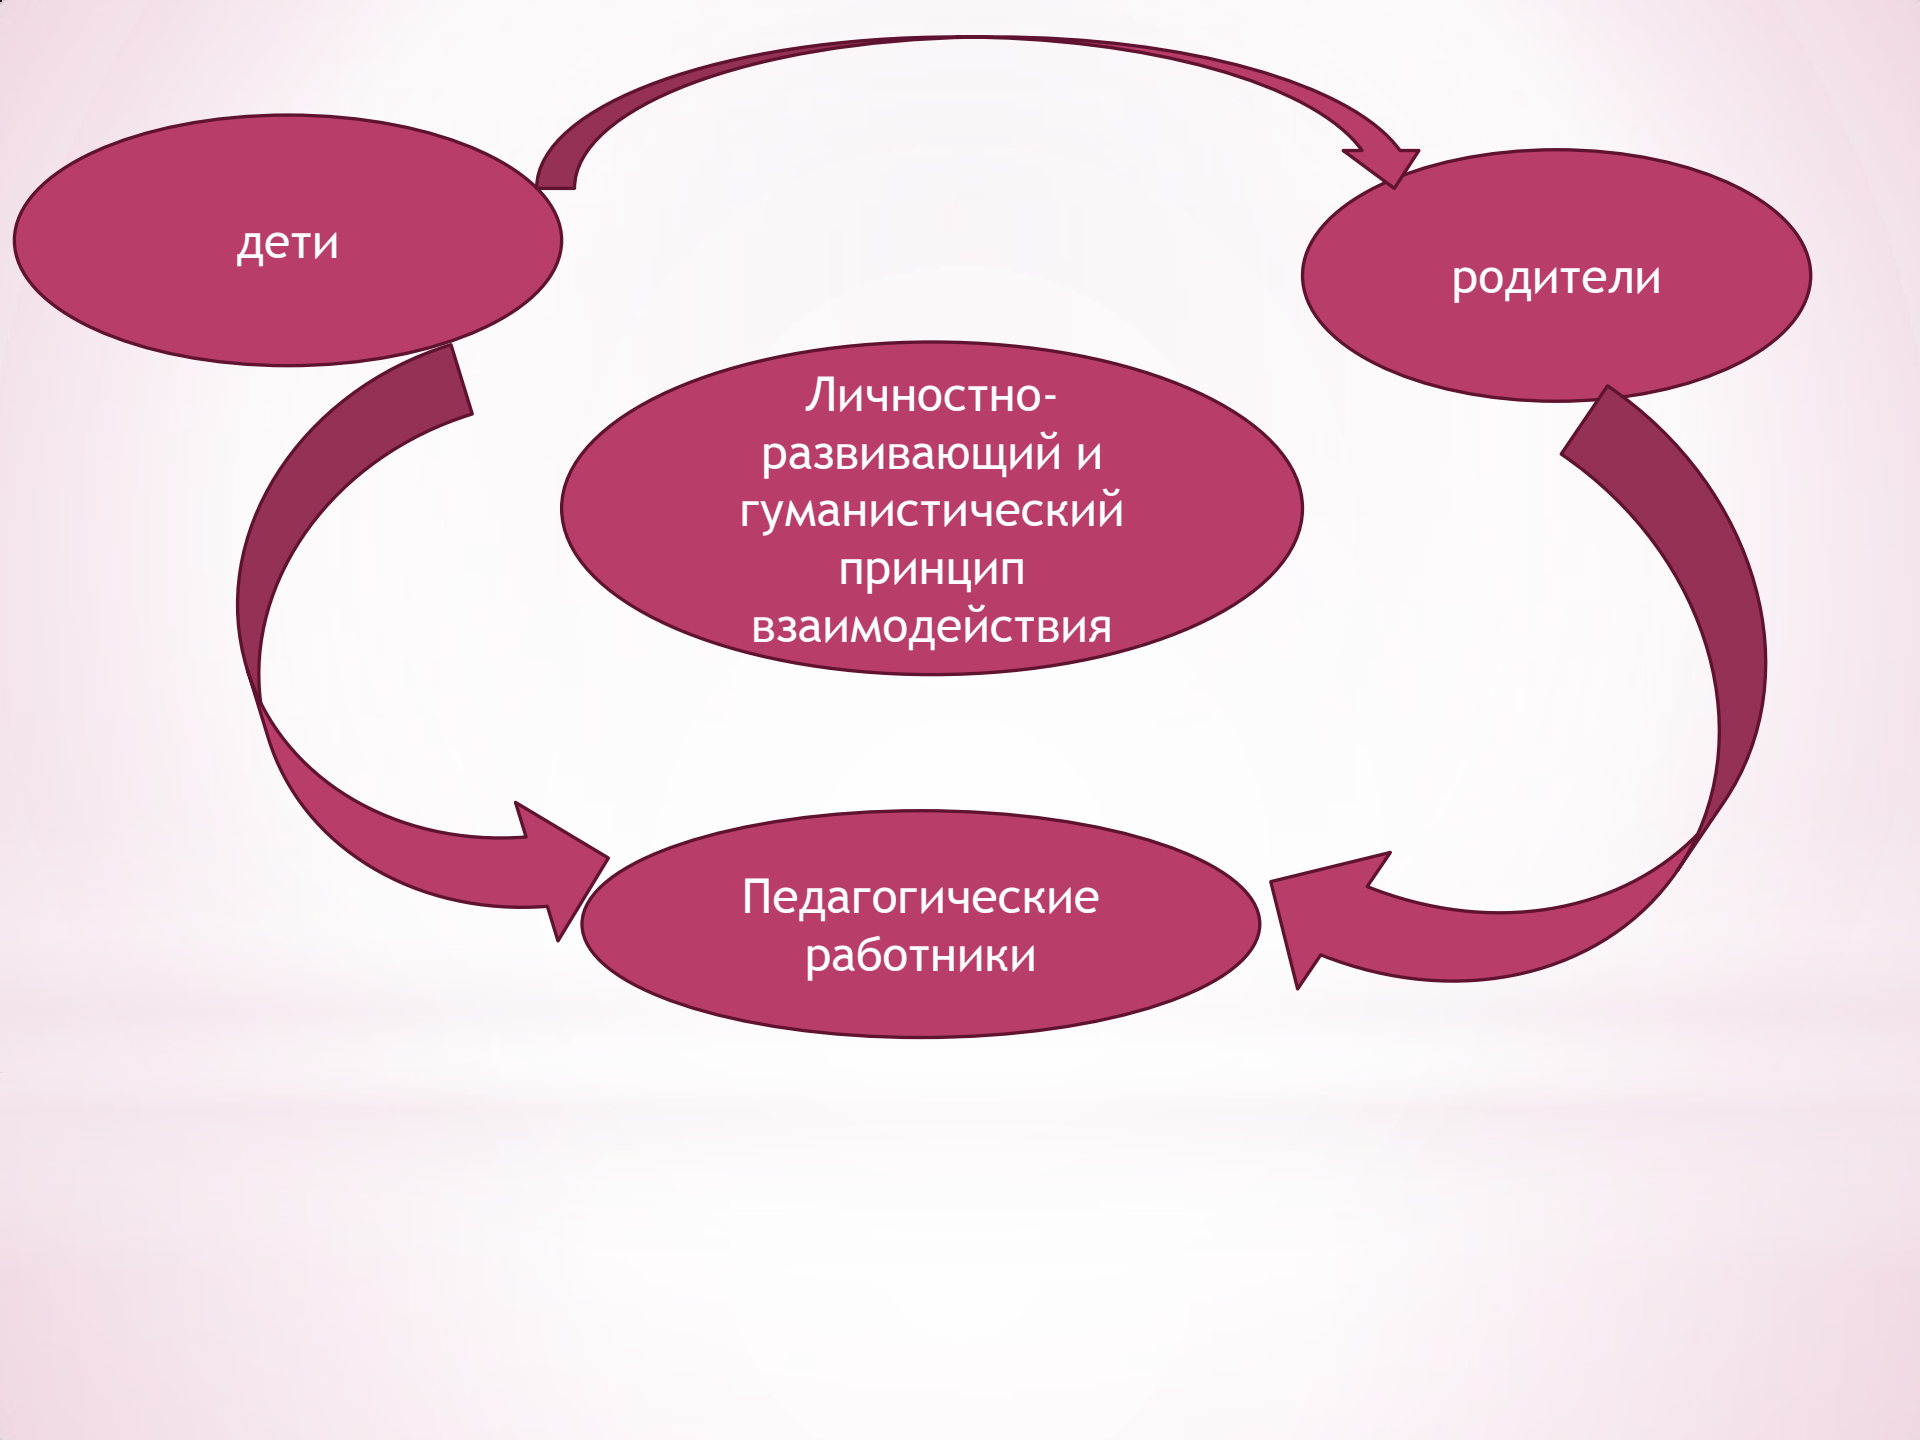 дети
родители
Личностно-
развивающий и
гуманистический
принцип
взаимодействия
Педагогические
работники